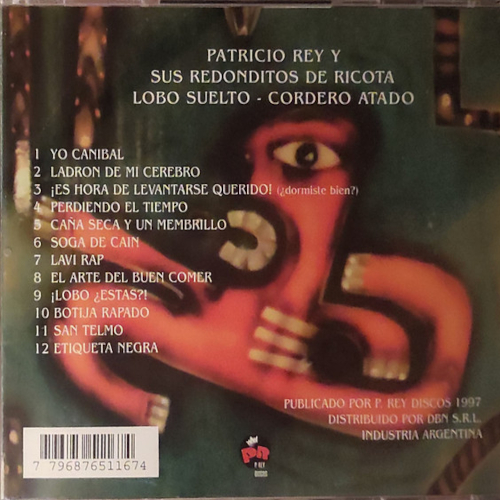 PATRICIO REY Y
SUS REDONDITOS DE RICOTA
LOBO SUELTO - CORDERO ATADO
1 YO CANIBAL
2 LADRON DE MI CEREBRO
3 ¡ES HORA DE LEVANTARSE QUERIDO! (¿dormiste bien?)
4 PERDIENDO EL TIEMPO
5 CAÑA SECA Y UN MEMBRILLO
6 SOGA DE CAIN
7 LAVI RAP
8 EL ARTE DEL BUEN COMER
9 ¡LOBO ¿ESTAS?!
10 BOTIJA RAPADO
11 SAN TELMO
12 ETIQUETA NEGRA
PUBLICADO POR P. REY DISCOS 1997
DISTRIBUIDO POR DBN S.R.L.
INDUSTRIA ARGENTINA
7 796876511674
P REY